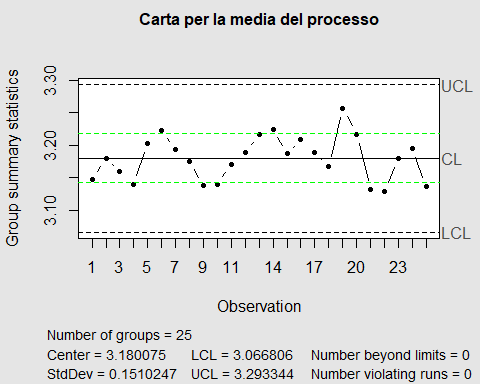 Carta per la media del processo
Group summary statistics
3.30
3.20
3.10
UCL
CL
LCL
1 3 5 7 9 11 14 17 20 23
Observation
Number of groups = 25
Center = 3.180075 LCL = 3.066806 Number beyond limits = 0
StdDev = 0.1510247 UCL = 3.293344 Number violating runs = 0